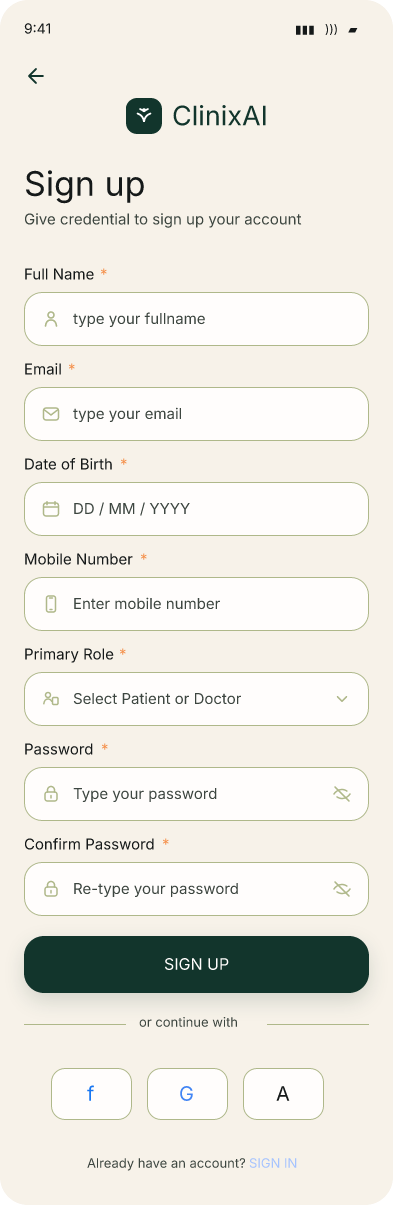 9:41
ClinixAI
Sign up
Give credential to sign up your account
Full Name *
type your fullname
Email *
type your email
Date of Birth *
DD / MM / YYYY
Mobile Number *
Enter mobile number
Primary Role *
Select Patient or Doctor
Password *
Type your password
Confirm Password *
Re-type your password
SIGN UP
or continue with
f G A
Already have an account? SIGN IN